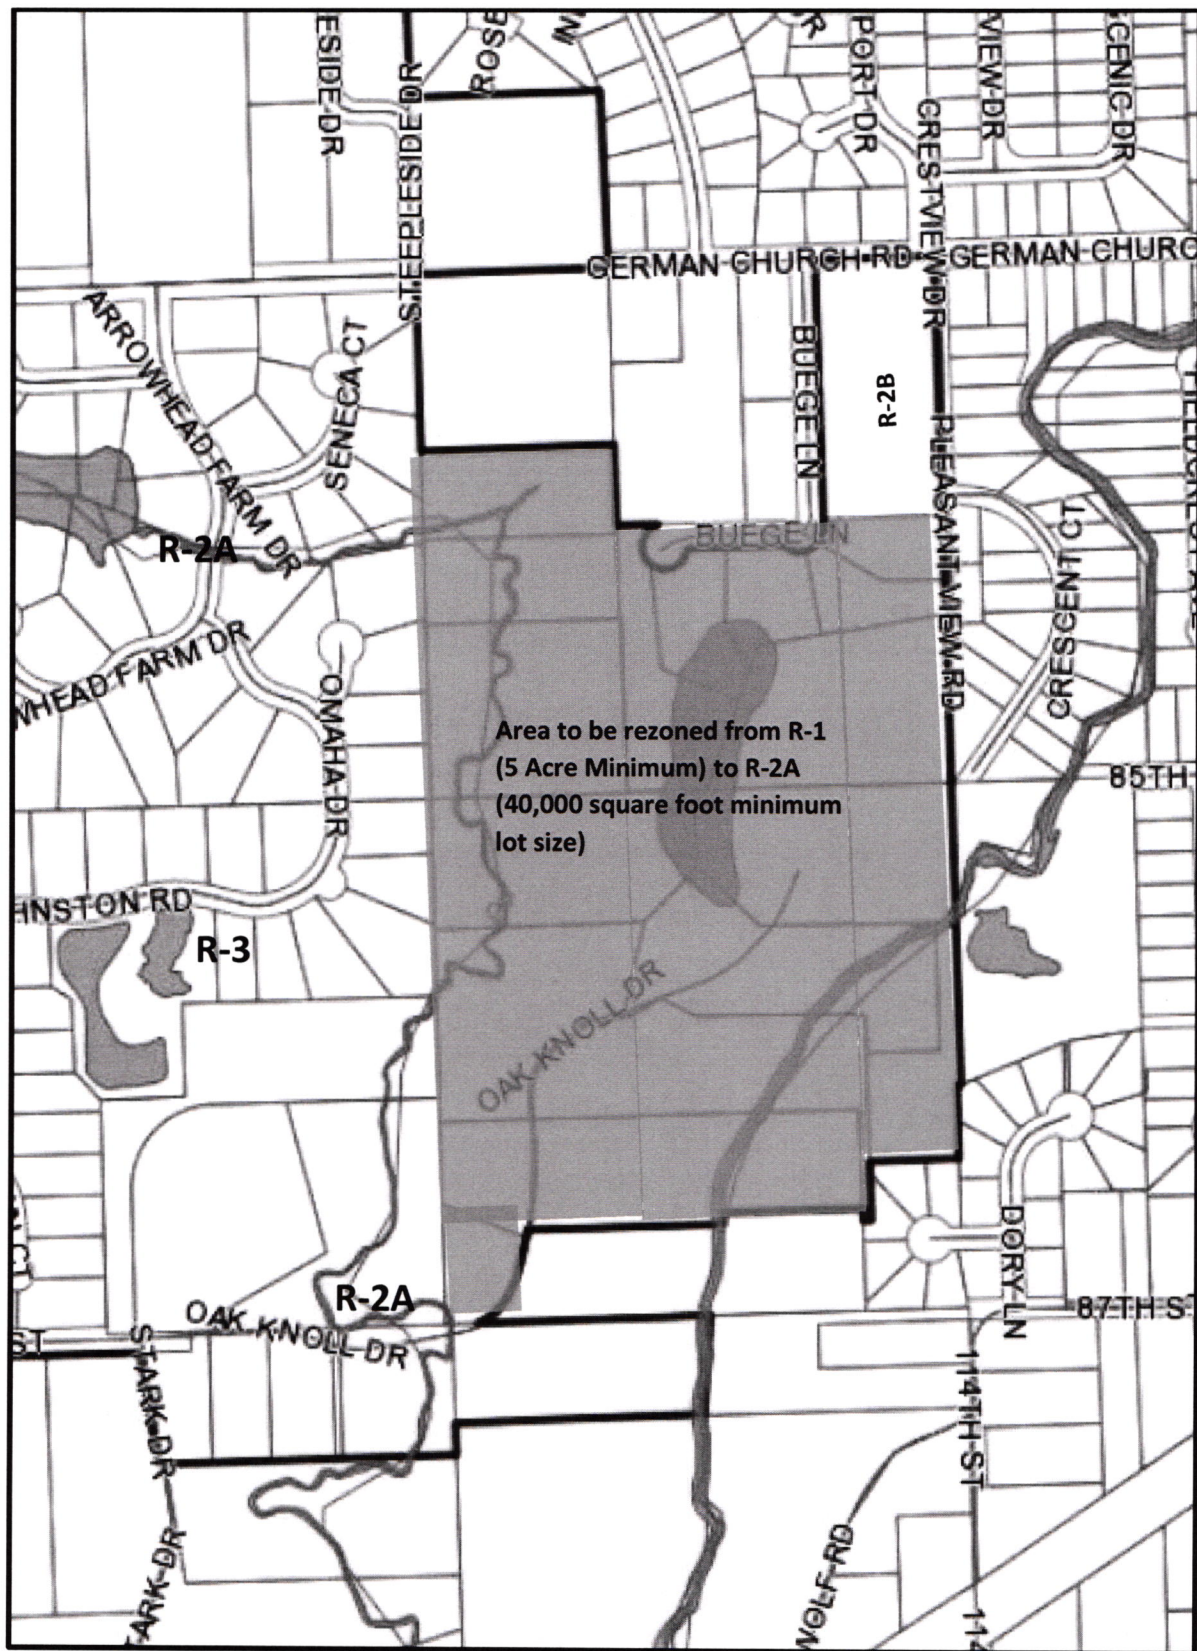 ESIDE DR
STEEPLESIDE DR
ROSE
PORT DR
CRESTVIEW DR
VIEW DR
CENIC DR
GERMAN CHURCH RD
GERMAN CHURC
ARROWHEAD FARM DR
SENECA CT
BUEGE LN
R-2B
PLEASANT VIEW RD
CRESCENT CT
R-2A
BUEGE LN
WHEAD FARM DR
OMAHA DR
Area to be rezoned from R-1
(5 Acre Minimum) to R-2A
(40,000 square foot minimum
lot size)
85TH
HNSTON RD
R-3
OAK KNOLL DR
DORY LN
R-2A
OAK KNOLL DR
87TH S
ST
STARK DR
114TH ST
TARK DR
WOLF RD
114